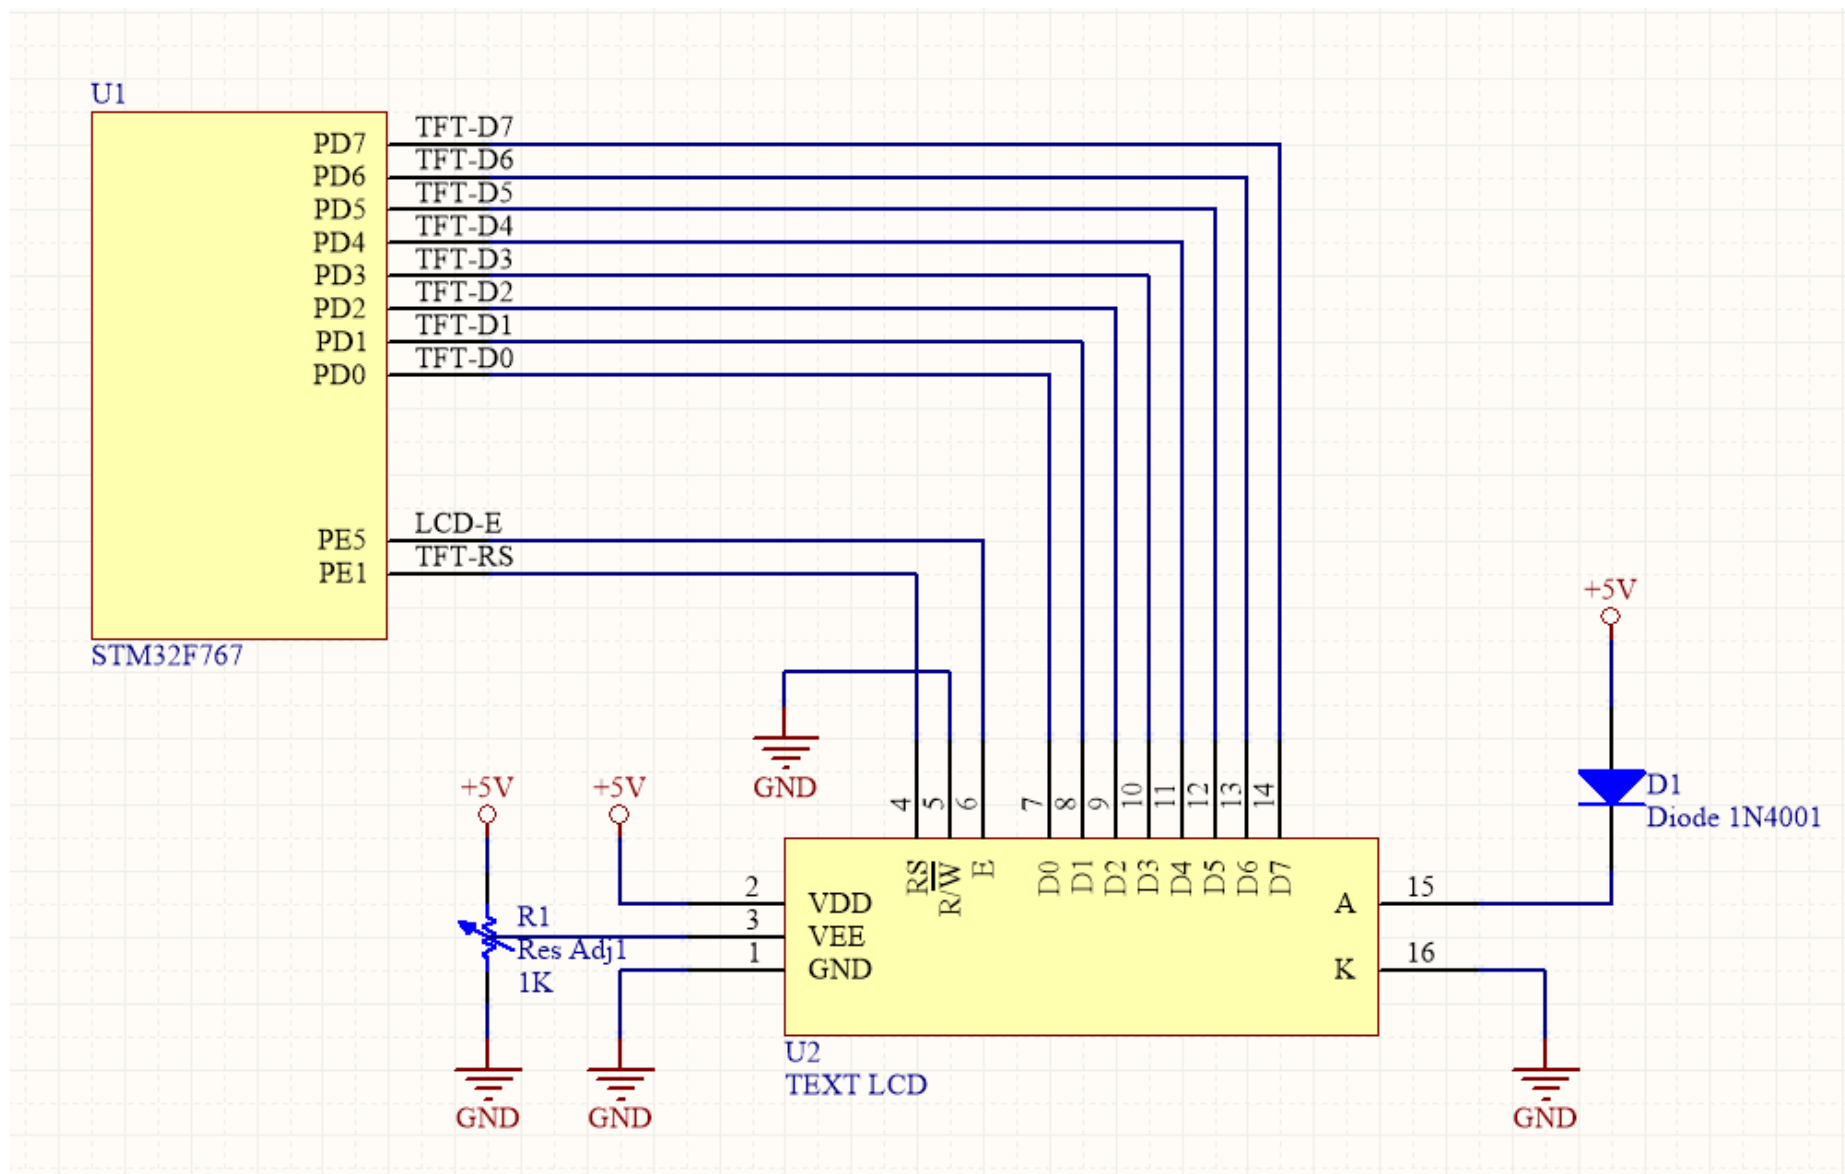 U1
PD7 TFT-D7
PD6 TFT-D6
PD5 TFT-D5
PD4 TFT-D4
PD3 TFT-D3
PD2 TFT-D2
PD1 TFT-D1
PD0 TFT-D0
PE5 LCD-E
PE1 TFT-RS
STM32F767
+5V
GND
+5V
+5V
D1
Diode 1N4001
4 5 6 7 8 9 10 11 12 13 14
RS R/W E D0 D1 D2 D3 D4 D5 D6 D7
2 VDD
3 VEE
1 GND
A 15
K 16
R1
Res Adj1
1K
U2
TEXT LCD
GND
GND
GND